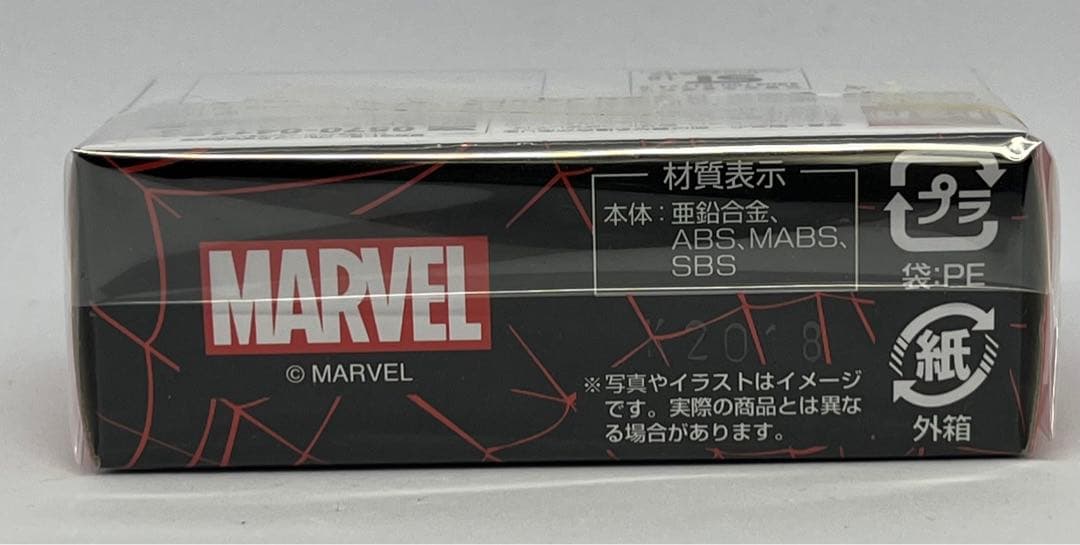 材質表示
本体：亜鉛合金、
ABS、MABS、
SBS
プラ
袋:PE
MARVEL
© MARVEL
K2018
紙
外箱
※写真やイラストはイメージ
です。実際の商品とは異な
る場合があります。